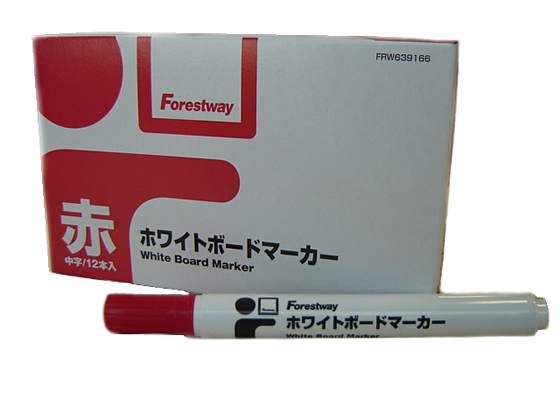 FRW639166
Forestway
赤
中字/12本入
ホワイトボードマーカー
White Board Marker
Forestway
ホワイトボードマーカー
White Board Marker